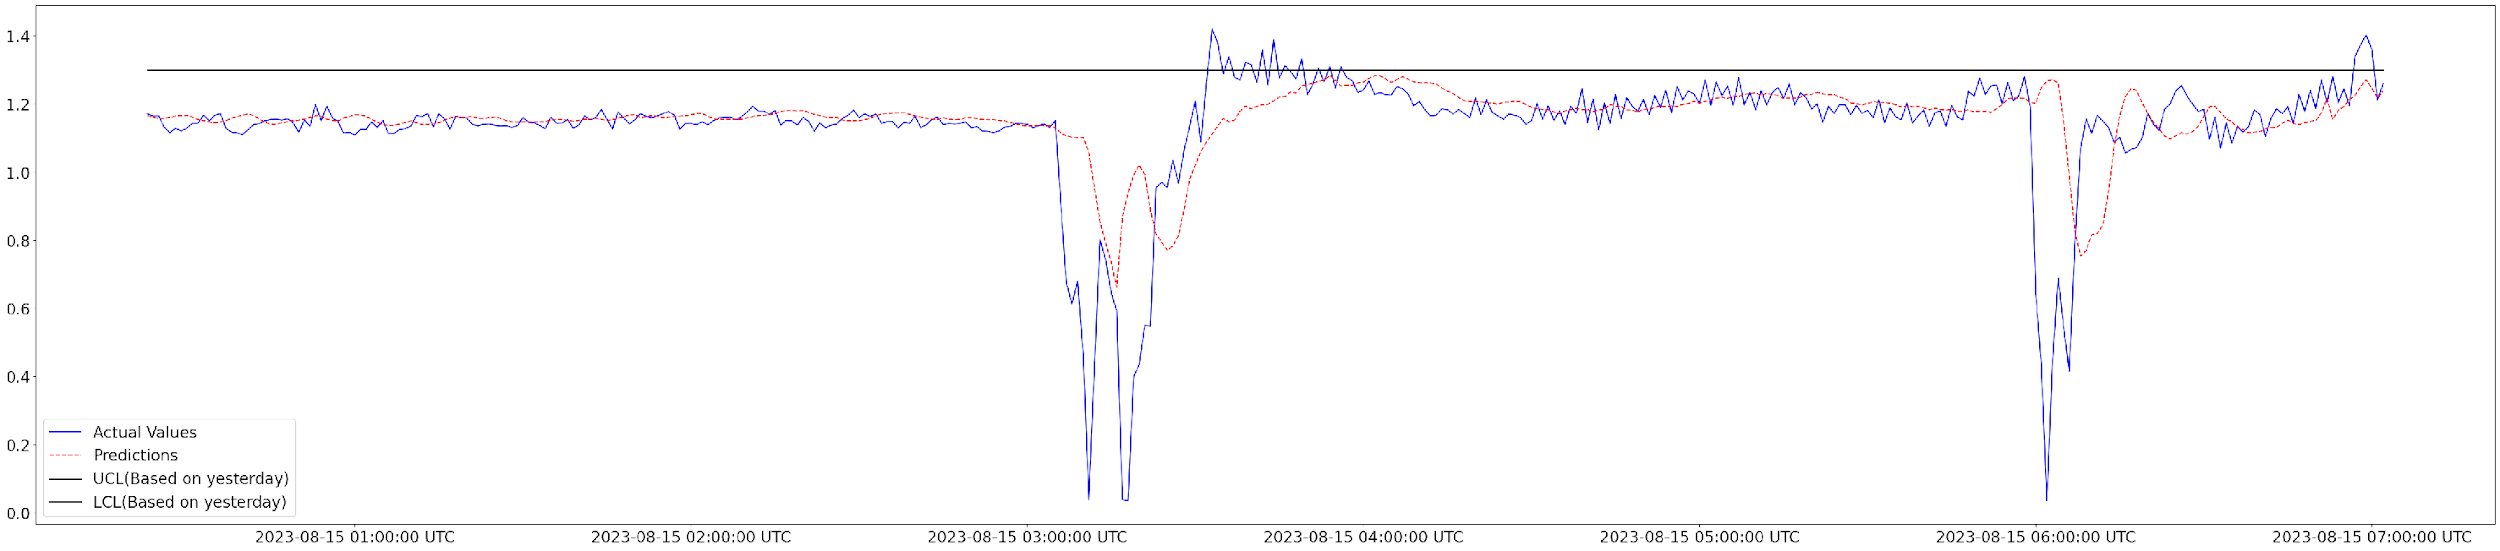 1.4
1.2
1.0
0.8
0.6
0.4
0.2
0.0
Actual Values
Predictions
UCL(Based on yesterday)
LCL(Based on yesterday)
2023-08-15 01:00:00 UTC
2023-08-15 02:00:00 UTC
2023-08-15 03:00:00 UTC
2023-08-15 04:00:00 UTC
2023-08-15 05:00:00 UTC
2023-08-15 06:00:00 UTC
2023-08-15 07:00:00 UTC